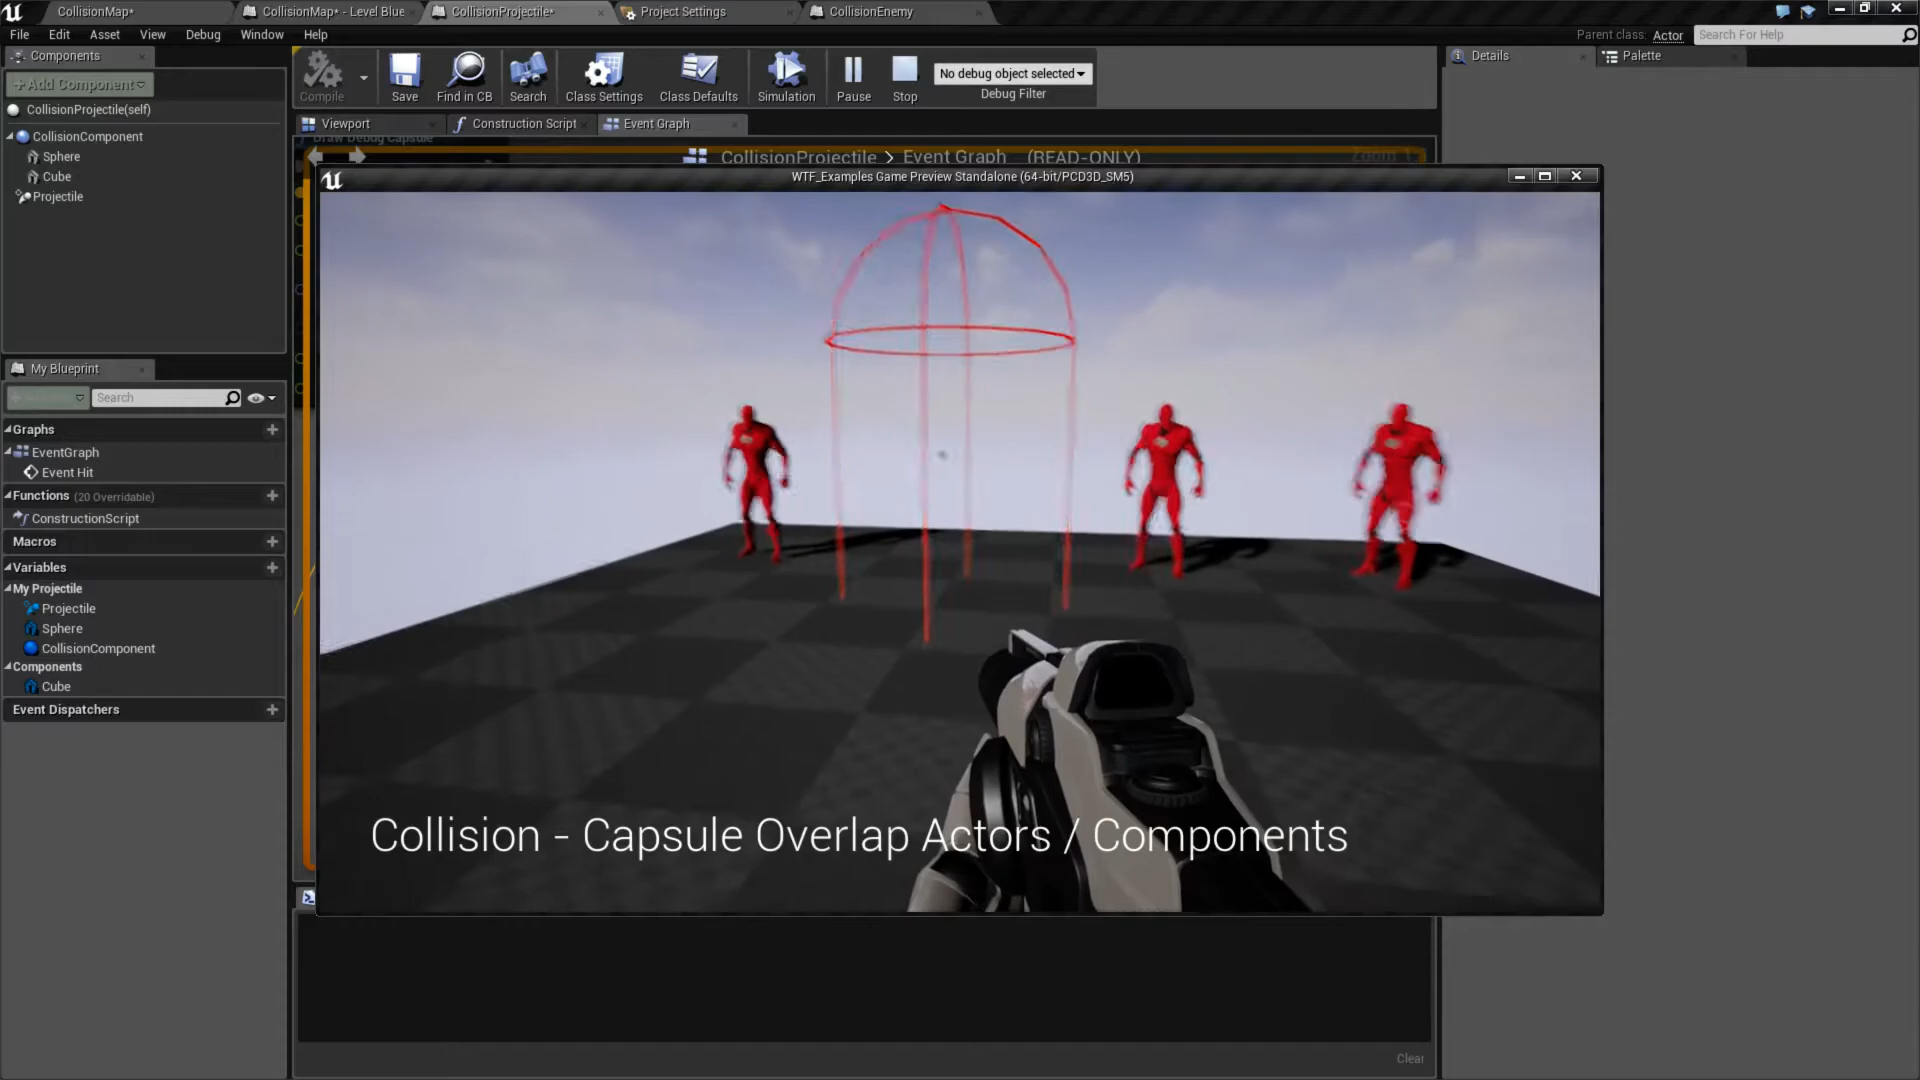 CollisionMap*
CollisionMap* - Level Blue
CollisionProjectile*
Project Settings
CollisionEnemy
File
Edit
Asset
View
Debug
Window
Help
Parent class:
Actor
Search For Help
Components
+Add Component
CollisionProjectile(self)
CollisionComponent
Sphere
Cube
Projectile
Compile
Save
Find in CB
Search
Class Settings
Class Defaults
Simulation
Pause
Stop
No debug object selected
Debug Filter
Details
Palette
Viewport
Construction Script
Event Graph
Draw Debug Capsule
CollisionProjectile > Event Graph (READ-ONLY)
Zoom 1:1
WTF_Examples Game Preview Standalone (64-bit/PCD3D_SM5)
My Blueprint
Search
Graphs
EventGraph
Event Hit
Functions (20 Overridable)
ConstructionScript
Macros
Variables
My Projectile
Projectile
Sphere
CollisionComponent
Components
Cube
Event Dispatchers
Collision - Capsule Overlap Actors / Components
Clear